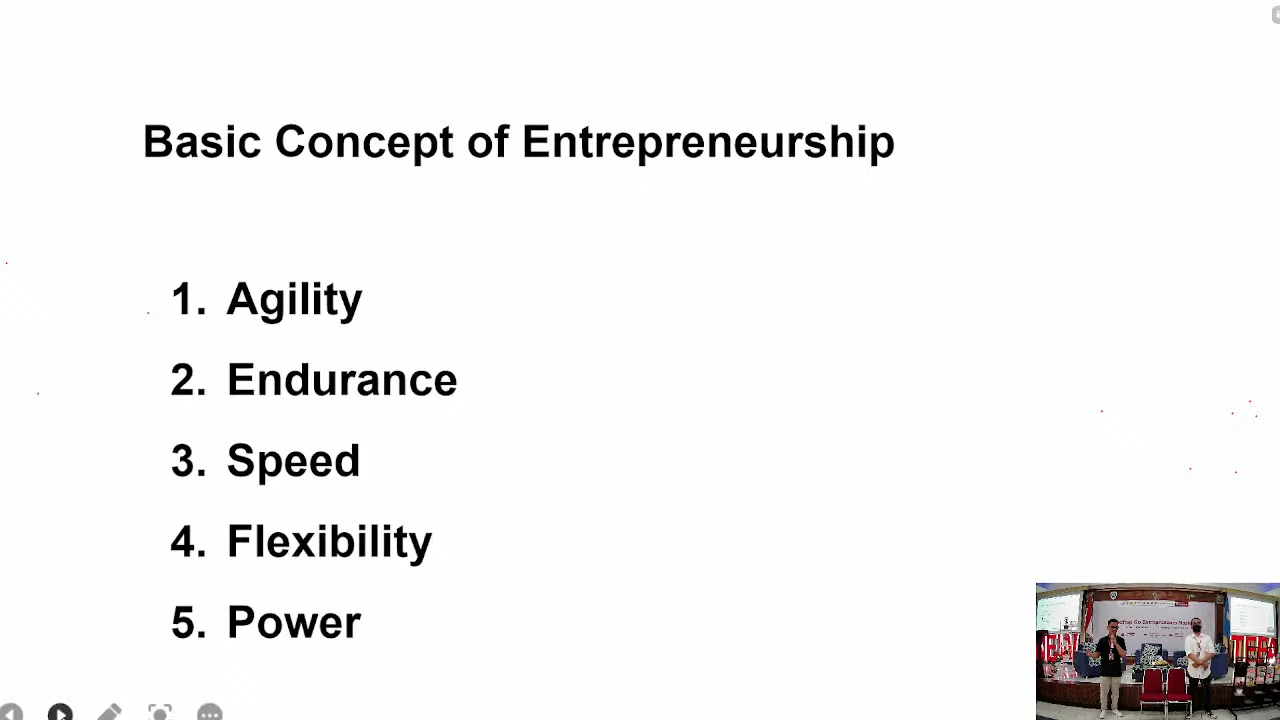 Basic Concept of Entrepreneurship
1. Agility
2. Endurance
3. Speed
4. Flexibility
5. Power